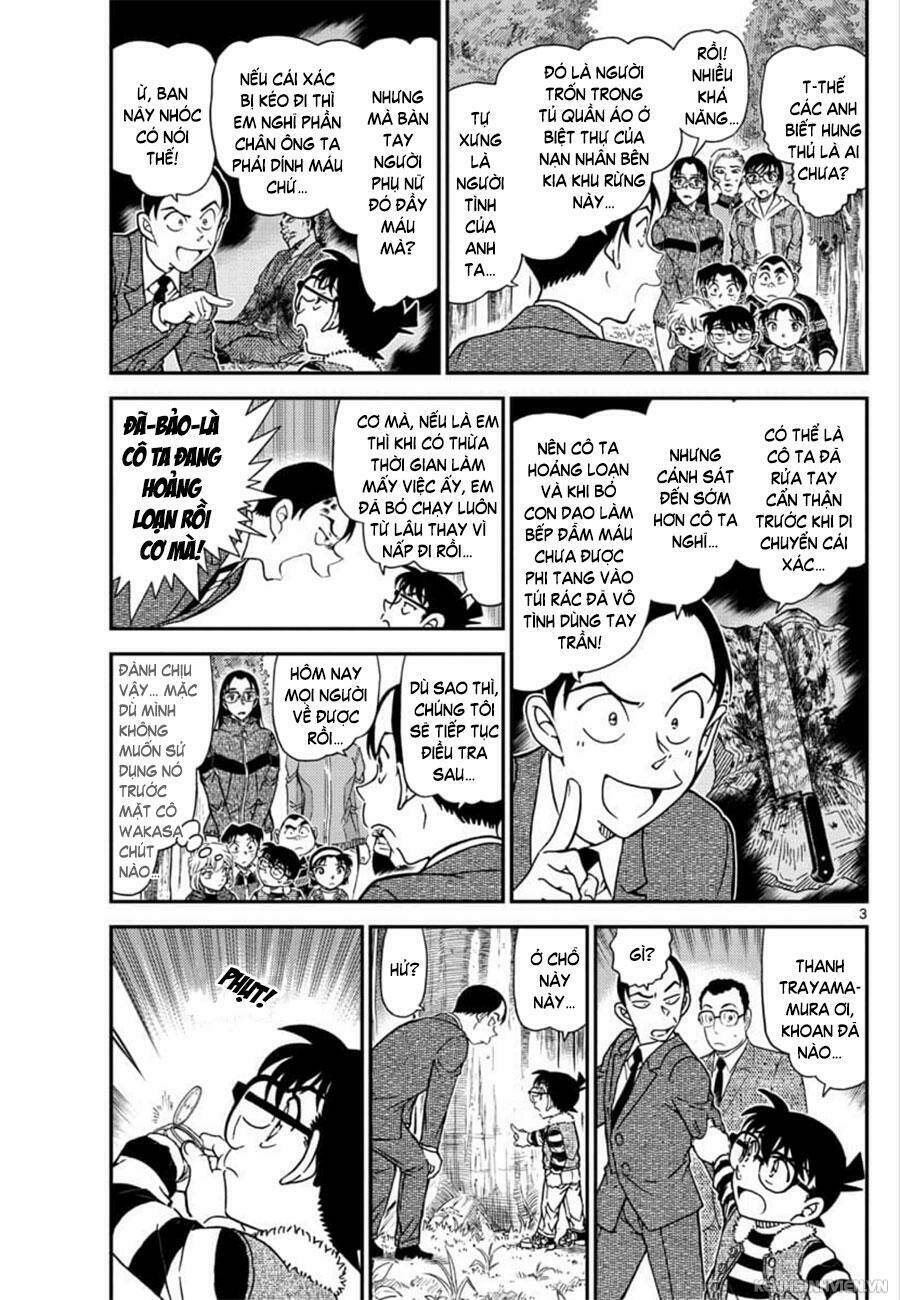 T-THẾ
CÁC ANH
BIẾT HUNG
THỦ LÀ AI
CHƯA?
RỒI!
NHIỀU
KHẢ
NĂNG...
ĐÓ LÀ NGƯỜI
TRỐN TRONG
TỦ QUẦN ÁO Ở
BIỆT THỰ CỦA
NẠN NHÂN BÊN
KIA KHU RỪNG
NÀY...
TỰ
XƯNG
LÀ
NGƯỜI
TÌNH
CỦA
ANH
TA...
NHƯNG
MÀ BÀN
TAY
NGƯỜI
PHỤ NỮ
ĐÓ ĐẦY
MÁU
MÀ?
NẾU CÁI XÁC
BỊ KÉO ĐI THÌ
EM NGHĨ PHẦN
CHÂN ÔNG TA
PHẢI DÍNH MÁU
CHỨ...
Ừ, BAN
NÃY NHÓC
CÓ NÓI
THẾ!
CÓ THỂ LÀ
CÔ TA ĐÃ
RỬA TAY
CẨN THẬN
TRƯỚC KHI DI
CHUYỂN CÁI
XÁC...
NHƯNG
CẢNH SÁT
ĐẾN SỚM
HƠN CÔ TA
NGHĨ...
NÊN CÔ TA
HOẢNG LOẠN
VÀ KHI BỎ
CON DAO LÀM
BẾP ĐẪM MÁU
CHƯA ĐƯỢC
PHI TANG VÀO
TÚI RÁC ĐÃ VÔ
TÌNH DÙNG TAY
TRẦN!
CƠ MÀ, NẾU LÀ EM
THÌ KHI CÓ THỪA
THỜI GIAN LÀM
MẤY VIỆC ẤY, EM
ĐÃ BỎ CHẠY LUÔN
TỪ LÂU THAY VÌ
NẤP ĐI RỒI...
ĐÃ-BẢO-LÀ
CÔ TA ĐANG
HOẢNG
LOẠN RỒI
CƠ MÀ!
DÙ SAO THÌ,
CHÚNG TÔI
SẼ TIẾP TỤC
ĐIỀU TRA
SAU...
HÔM NAY
MỌI NGƯỜI
VỀ ĐƯỢC
RỒI...
ĐÀNH CHỊU
VẬY... MẶC
DÙ MÌNH
KHÔNG
MUỐN SỬ
DỤNG NÓ
TRƯỚC
MẶT CÔ
WAKASA
CHÚT
NÀO...
3
THANH
TRAYAMA-
MURA ƠI,
KHOAN ĐÃ
NÀO...
GÌ?
Ở CHỖ
NÀY
NÀY...
HỬ?
PHỤT!
KENHSINHVIEN.VN